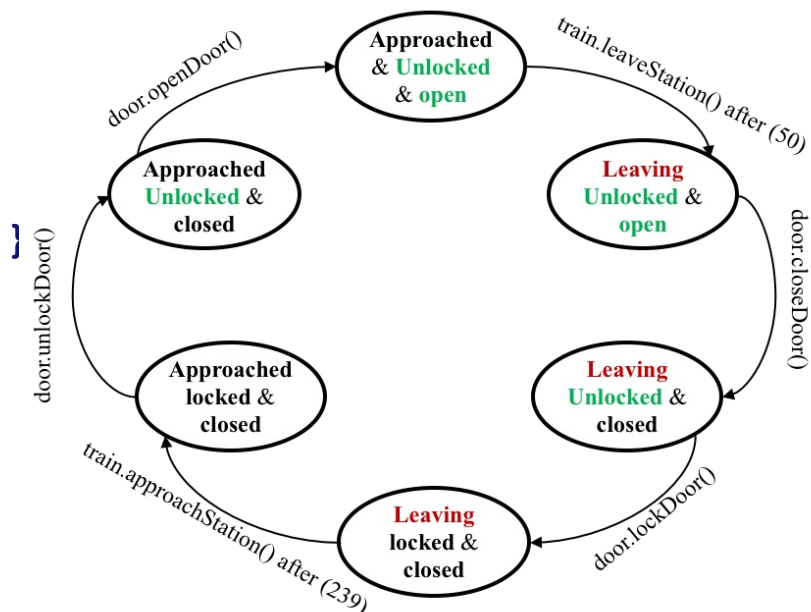 Approached
& Unlocked
& open
door.openDoor()
train.leaveStation() after (50)
Approached
Unlocked &
closed
Leaving
Unlocked &
open
}
door.unlockDoor()
door.closeDoor()
Approached
locked &
closed
Leaving
Unlocked &
closed
train.approachStation() after (239)
door.lockDoor()
Leaving
locked &
closed